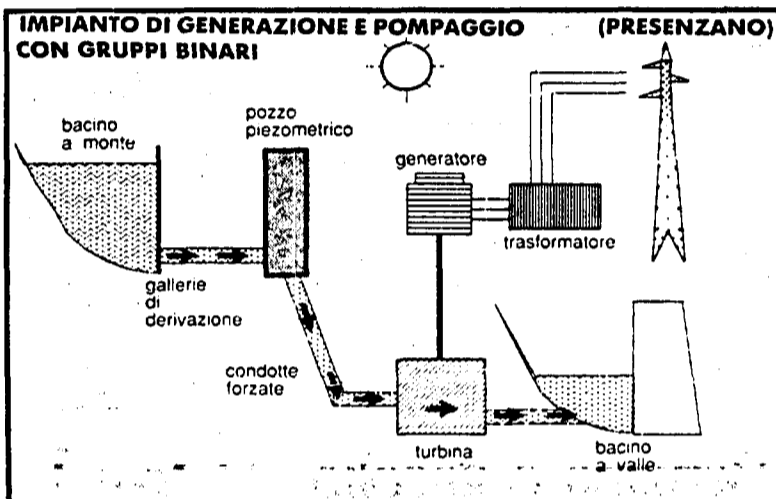 IMPIANTO DI GENERAZIONE E POMPAGGIO (PRESENZANO)
CON GRUPPI BINARI
bacino
a monte
pozzo
piezometrico
generatore
trasformatore
gallerie
di
derivazione
condotte
forzate
turbina
bacino
a valle